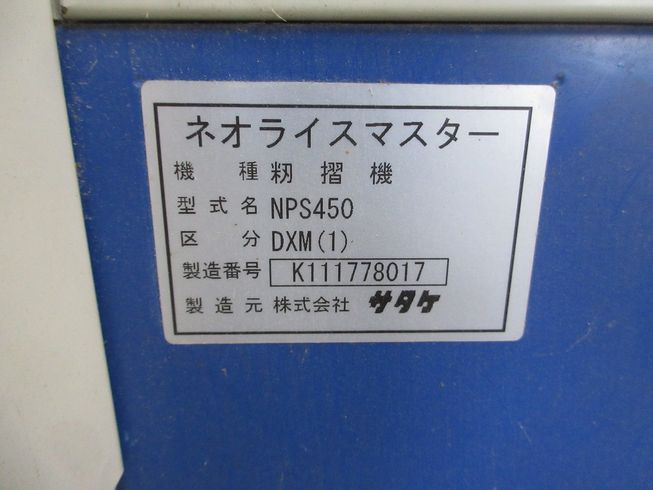 ネオライスマスター
機種 籾摺機
型式名 NPS450
区分 DXM(1)
製造番号 K111778017
製造元 株式会社 サタケ